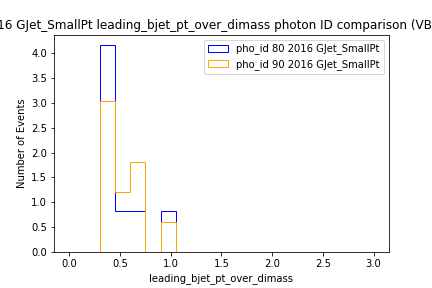 16 GJet_SmallPt leading_bjet_pt_over_dimass photon ID comparison (VB
pho_id 80 2016 GJet_SmallPt
pho_id 90 2016 GJet_SmallPt
Number of Events
4.0
3.5
3.0
2.5
2.0
1.5
1.0
0.5
0.0
0.0 0.5 1.0 1.5 2.0 2.5 3.0
leading_bjet_pt_over_dimass